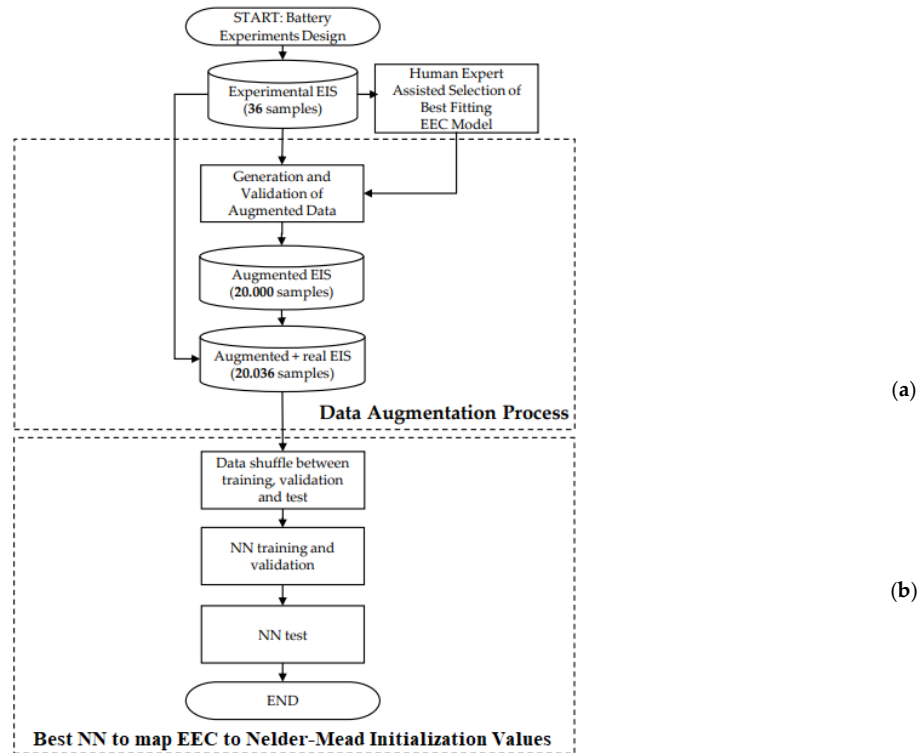 START: Battery
Experiments Design
Experimental EIS
(36 samples)
Human Expert
Assisted Selection of
Best Fitting
EEC Model
Generation and
Validation of
Augmented Data
Augmented EIS
(20.000 samples)
Augmented + real EIS
(20.036 samples)
Data Augmentation Process
(a)
Data shuffle between
training, validation
and test
NN training and
validation
(b)
NN test
END
Best NN to map EEC to Nelder-Mead Initialization Values